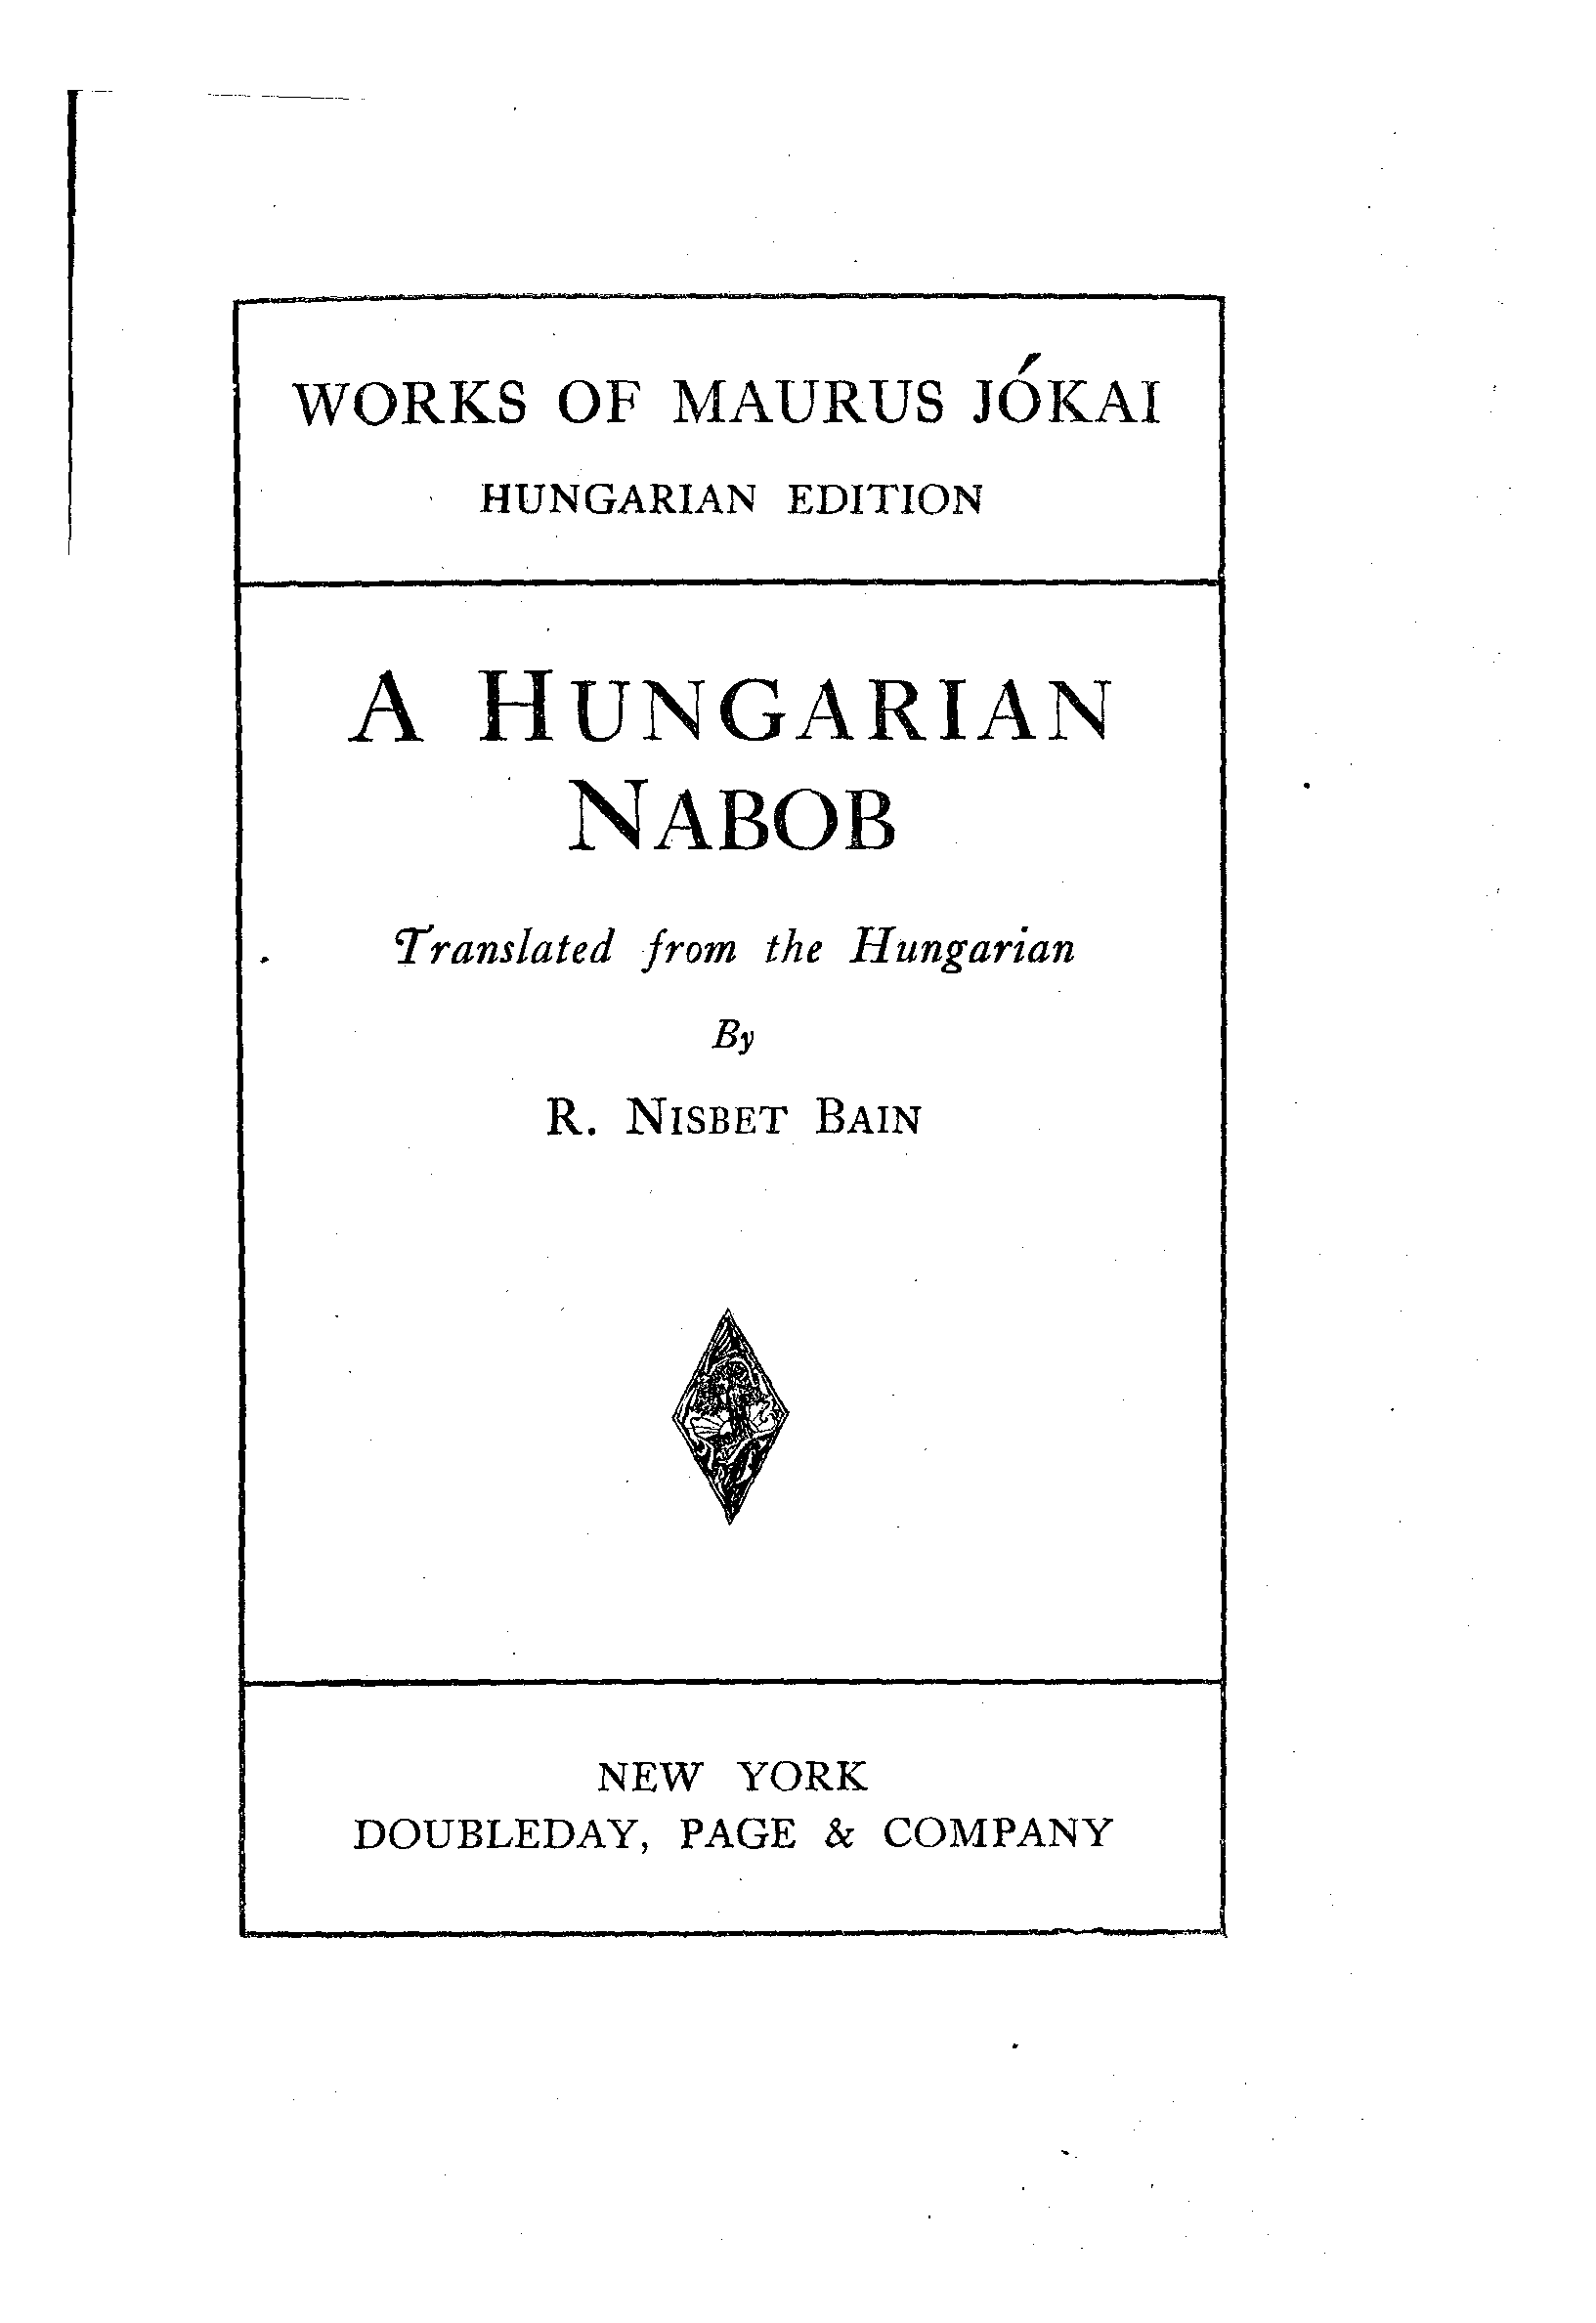 WORKS OF MAURUS JÓKAI
HUNGARIAN EDITION
A HUNGARIAN
NABOB
Translated from the Hungarian
By
R. NISBET BAIN
NEW YORK
DOUBLEDAY, PAGE & COMPANY